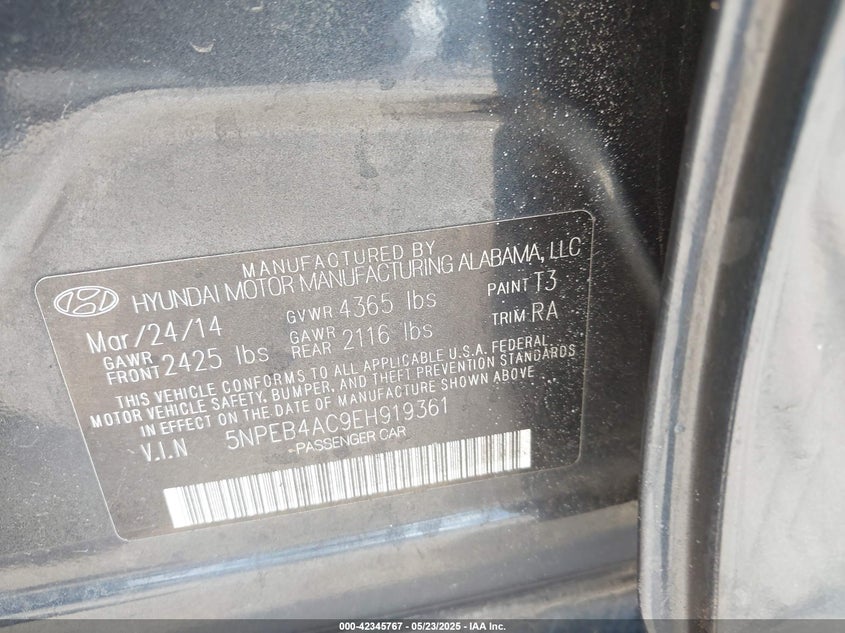 MANUFACTURED BY
HYUNDAI MOTOR MANUFACTURING ALABAMA, LLC
Mar/24/14 GVWR 4365 lbs PAINT T3
GAWR FRONT 2425 lbs GAWR REAR 2116 lbs TRIM RA
THIS VEHICLE CONFORMS TO ALL APPLICABLE U.S.A. FEDERAL
MOTOR VEHICLE SAFETY, BUMPER, AND THEFT PREVENTION STANDARDS
IN EFFECT ON THE DATE OF MANUFACTURE SHOWN ABOVE
V.I.N 5NPEB4AC9EH919361
-PASSENGER CAR
000-42345767 - 05/23/2025 - IAA Inc.